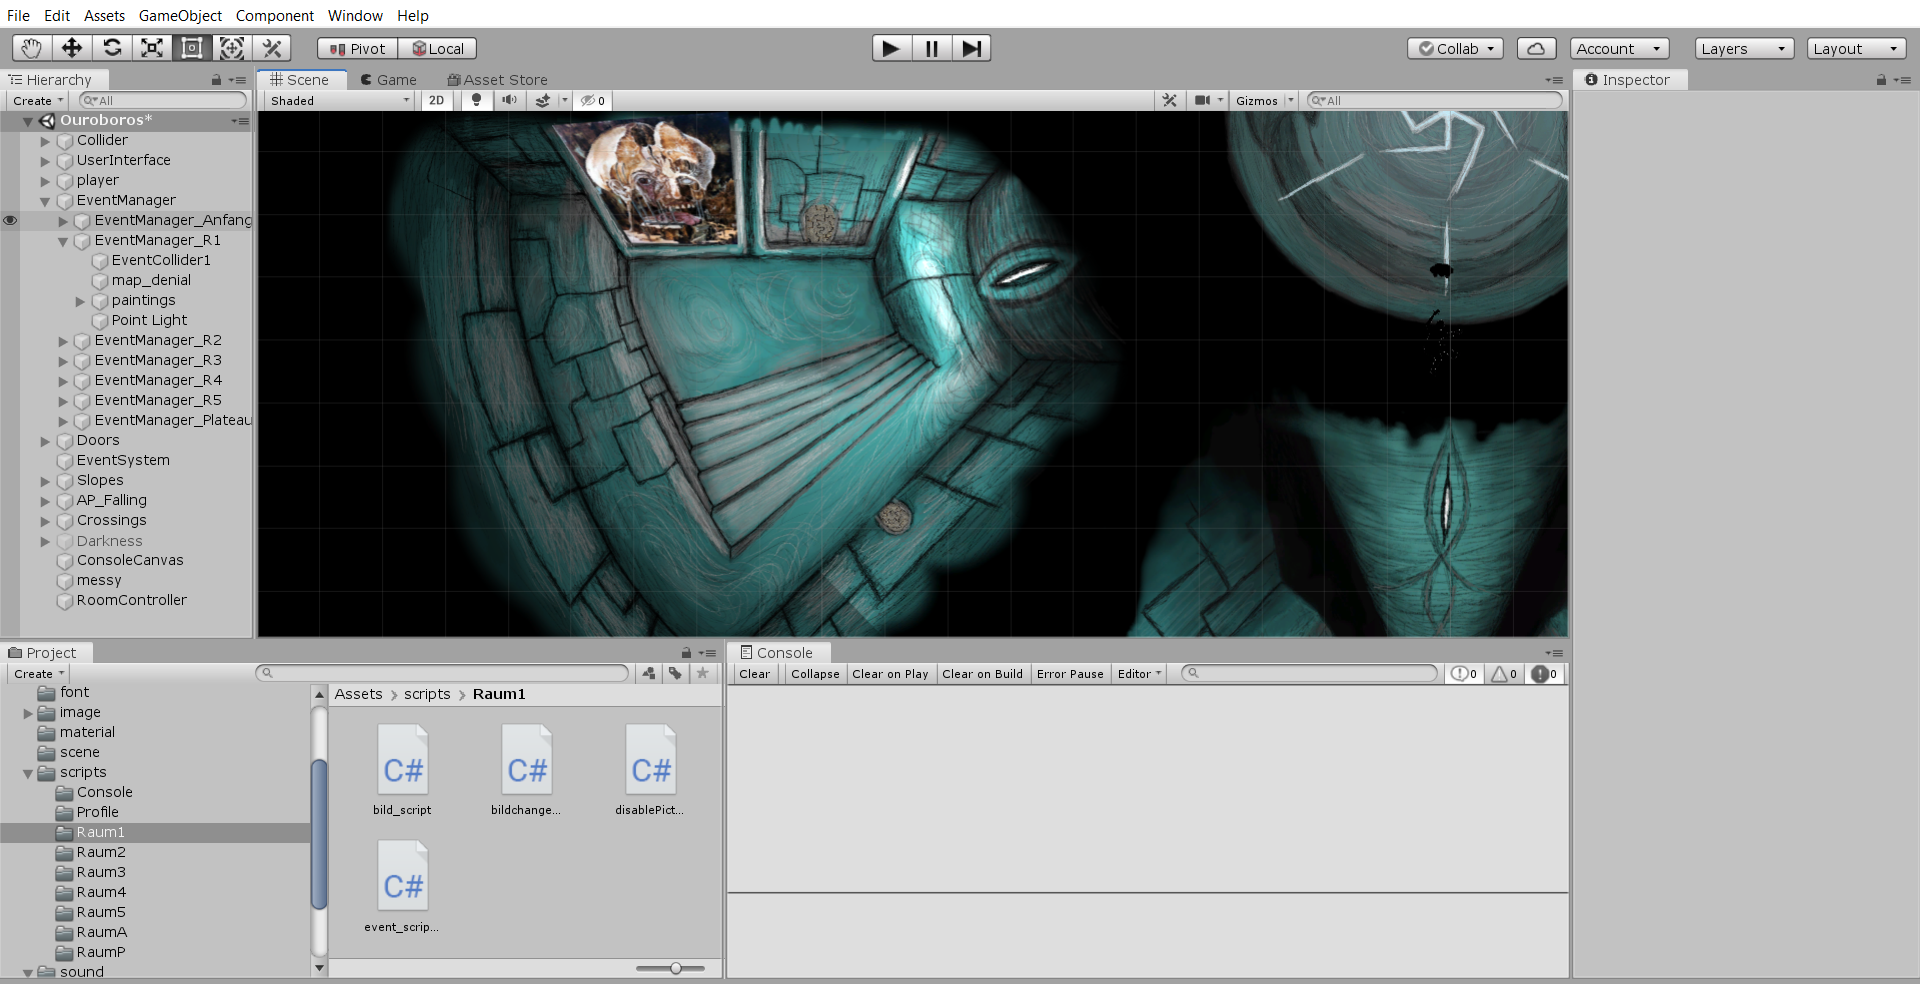 File Edit Assets GameObject Component Window Help
Pivot Local Collab Account Layers Layout
Hierarchy
Create All
Ouroboros*
Collider
UserInterface
player
EventManager
EventManager_Anfang
EventManager_R1
EventCollider1
map_denial
paintings
Point Light
EventManager_R2
EventManager_R3
EventManager_R4
EventManager_R5
EventManager_Plateau
Doors
EventSystem
Slopes
AP_Falling
Crossings
Darkness
ConsoleCanvas
messy
RoomController
Scene Game Asset Store
Shaded 2D 0 Gizmos All
Inspector
Project
Create
font
image
material
scene
scripts
Console
Profile
Raum1
Raum2
Raum3
Raum4
Raum5
RaumA
RaumP
sound
Assets > scripts > Raum1
C# C# C#
bild_script bildchange... disablePict...
C#
event_scrip...
Console
Clear Collapse Clear on Play Clear on Build Error Pause Editor 0 0 0